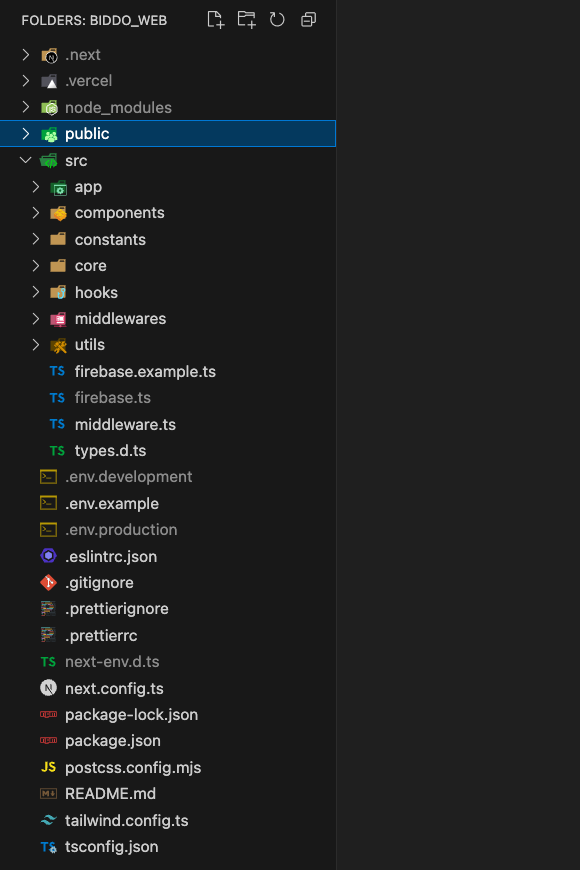 FOLDERS: BIDDO_WEB
.next
.vercel
node_modules
public
src
app
components
constants
core
hooks
middlewares
utils
TS firebase.example.ts
TS firebase.ts
TS middleware.ts
TS types.d.ts
.env.development
.env.example
.env.production
.eslintrc.json
.gitignore
.prettierignore
.prettierrc
TS next-env.d.ts
N next.config.ts
npm package-lock.json
npm package.json
JS postcss.config.mjs
M README.md
tailwind.config.ts
TS tsconfig.json